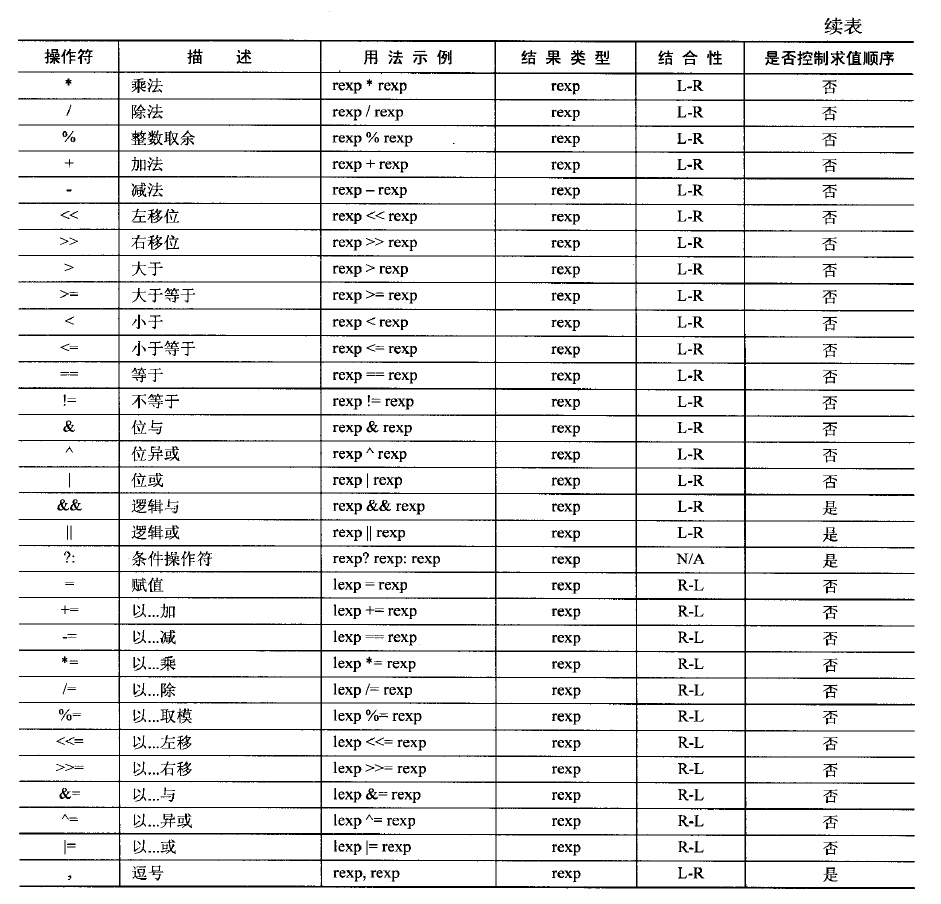 续表
操作符 描 述 用 法 示 例 结 果 类 型 结 合 性 是否控制求值顺序
* 乘法 rexp * rexp rexp L-R 否
/ 除法 rexp / rexp rexp L-R 否
% 整数取余 rexp % rexp rexp L-R 否
+ 加法 rexp + rexp rexp L-R 否
- 减法 rexp – rexp rexp L-R 否
<< 左移位 rexp << rexp rexp L-R 否
>> 右移位 rexp >> rexp rexp L-R 否
> 大于 rexp > rexp rexp L-R 否
>= 大于等于 rexp >= rexp rexp L-R 否
< 小于 rexp < rexp rexp L-R 否
<= 小于等于 rexp <= rexp rexp L-R 否
== 等于 rexp == rexp rexp L-R 否
!= 不等于 rexp != rexp rexp L-R 否
& 位与 rexp & rexp rexp L-R 否
^ 位异或 rexp ^ rexp rexp L-R 否
| 位或 rexp | rexp rexp L-R 否
&& 逻辑与 rexp && rexp rexp L-R 是
|| 逻辑或 rexp || rexp rexp L-R 是
?: 条件操作符 rexp? rexp: rexp rexp N/A 是
= 赋值 lexp = rexp rexp R-L 否
+= 以...加 lexp += rexp rexp R-L 否
-= 以...减 lexp == rexp rexp R-L 否
*= 以...乘 lexp *= rexp rexp R-L 否
/= 以...除 lexp /= rexp rexp R-L 否
%= 以...取模 lexp %= rexp rexp R-L 否
<<= 以...左移 lexp <<= rexp rexp R-L 否
>>= 以...右移 lexp >>= rexp rexp R-L 否
&= 以...与 lexp &= rexp rexp R-L 否
^= 以...异或 lexp ^= rexp rexp R-L 否
|= 以...或 lexp |= rexp rexp R-L 否
, 逗号 rexp, rexp rexp L-R 是